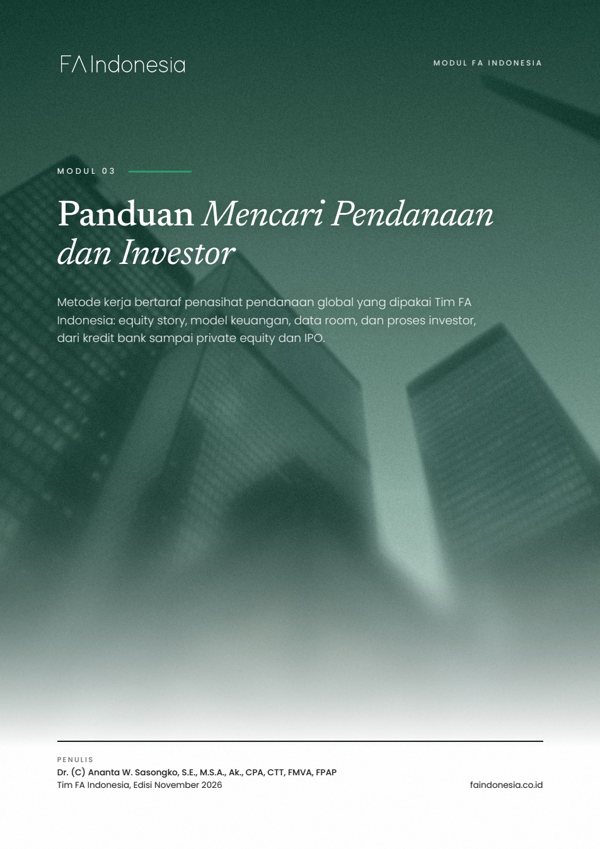 FA Indonesia
MODUL FA INDONESIA
MODUL 03
Panduan Mencari Pendanaan
dan Investor
Metode kerja bertaraf penasihat pendanaan global yang dipakai Tim FA
Indonesia: equity story, model keuangan, data room, dan proses investor,
dari kredit bank sampai private equity dan IPO.
PENULIS
Dr. (C) Ananta W. Sasongko, S.E., M.S.A., Ak., CPA, CTT, FMVA, FPAP
Tim FA Indonesia, Edisi November 2026
faindonesia.co.id